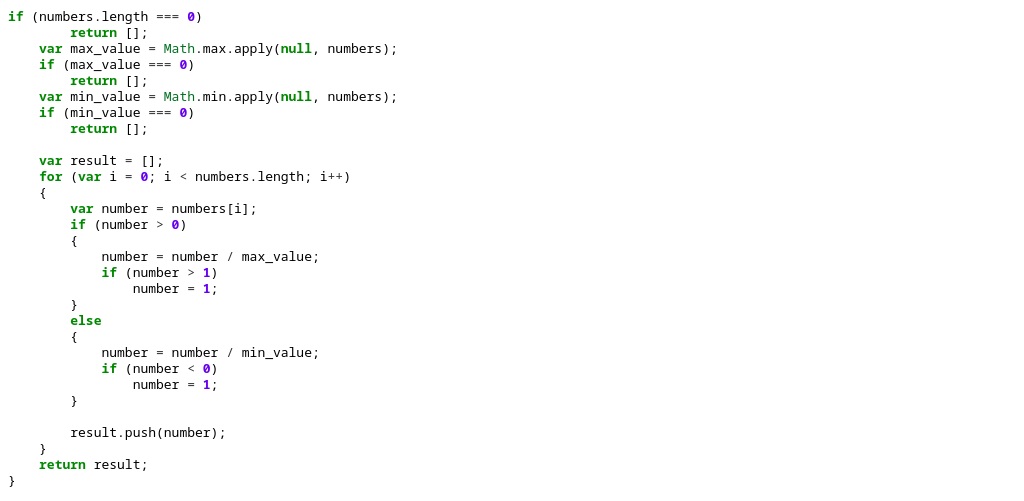 if (numbers.length === 0)
        return [];
    var max_value = Math.max.apply(null, numbers);
    if (max_value === 0)
        return [];
    var min_value = Math.min.apply(null, numbers);
    if (min_value === 0)
        return [];

    var result = [];
    for (var i = 0; i < numbers.length; i++)
    {
        var number = numbers[i];
        if (number > 0)
        {
            number = number / max_value;
            if (number > 1)
                number = 1;
        }
        else
        {
            number = number / min_value;
            if (number < 0)
                number = 1;
        }

        result.push(number);
    }
    return result;
}